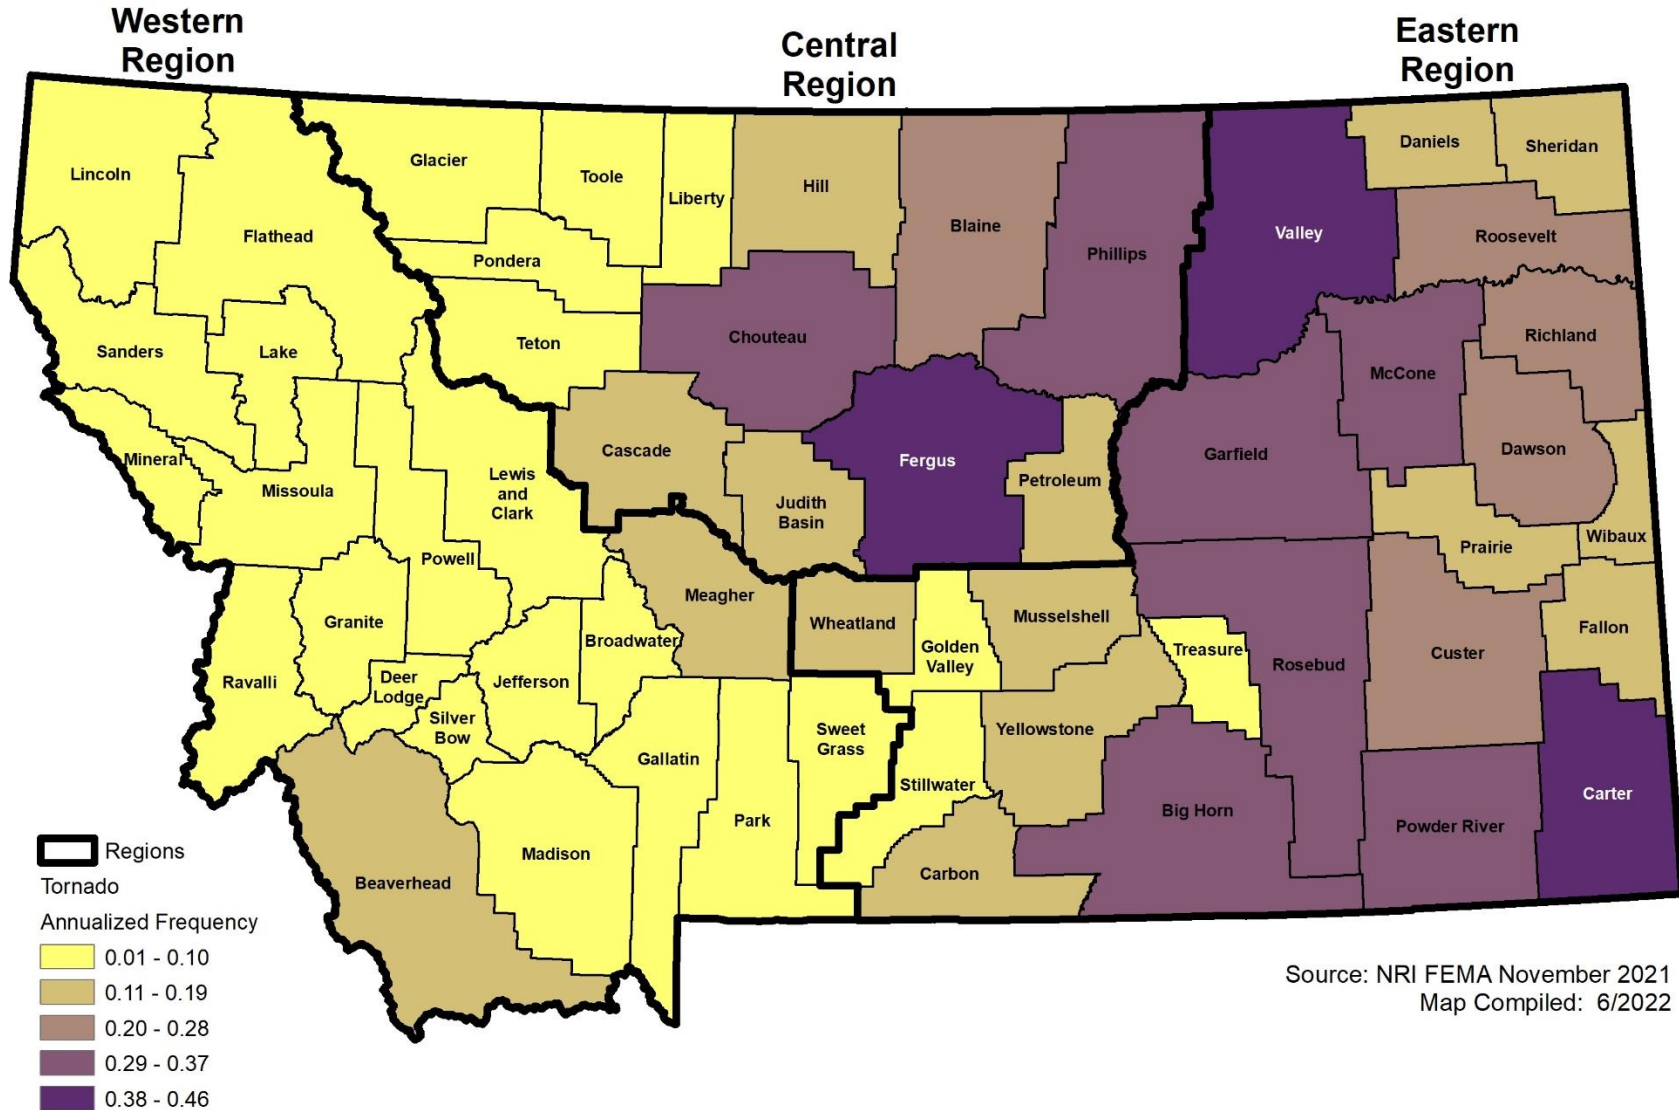 Western
Region
Central
Region
Eastern
Region
Lincoln
Flathead
Glacier
Toole
Liberty
Hill
Blaine
Phillips
Valley
Daniels
Sheridan
Roosevelt
Pondera
Teton
Chouteau
Richland
McCone
Sanders
Lake
Mineral
Missoula
Lewis
and
Clark
Cascade
Judith
Basin
Fergus
Petroleum
Garfield
Dawson
Prairie
Wibaux
Powell
Granite
Ravalli
Deer
Lodge
Silver
Bow
Jefferson
Broadwater
Meagher
Wheatland
Golden
Valley
Musselshell
Treasure
Rosebud
Custer
Fallon
Gallatin
Sweet
Grass
Yellowstone
Stillwater
Park
Madison
Beaverhead
Carbon
Big Horn
Powder River
Carter
Regions
Tornado
Annualized Frequency
0.01 - 0.10
0.11 - 0.19
0.20 - 0.28
0.29 - 0.37
0.38 - 0.46
Source: NRI FEMA November 2021
Map Compiled: 6/2022